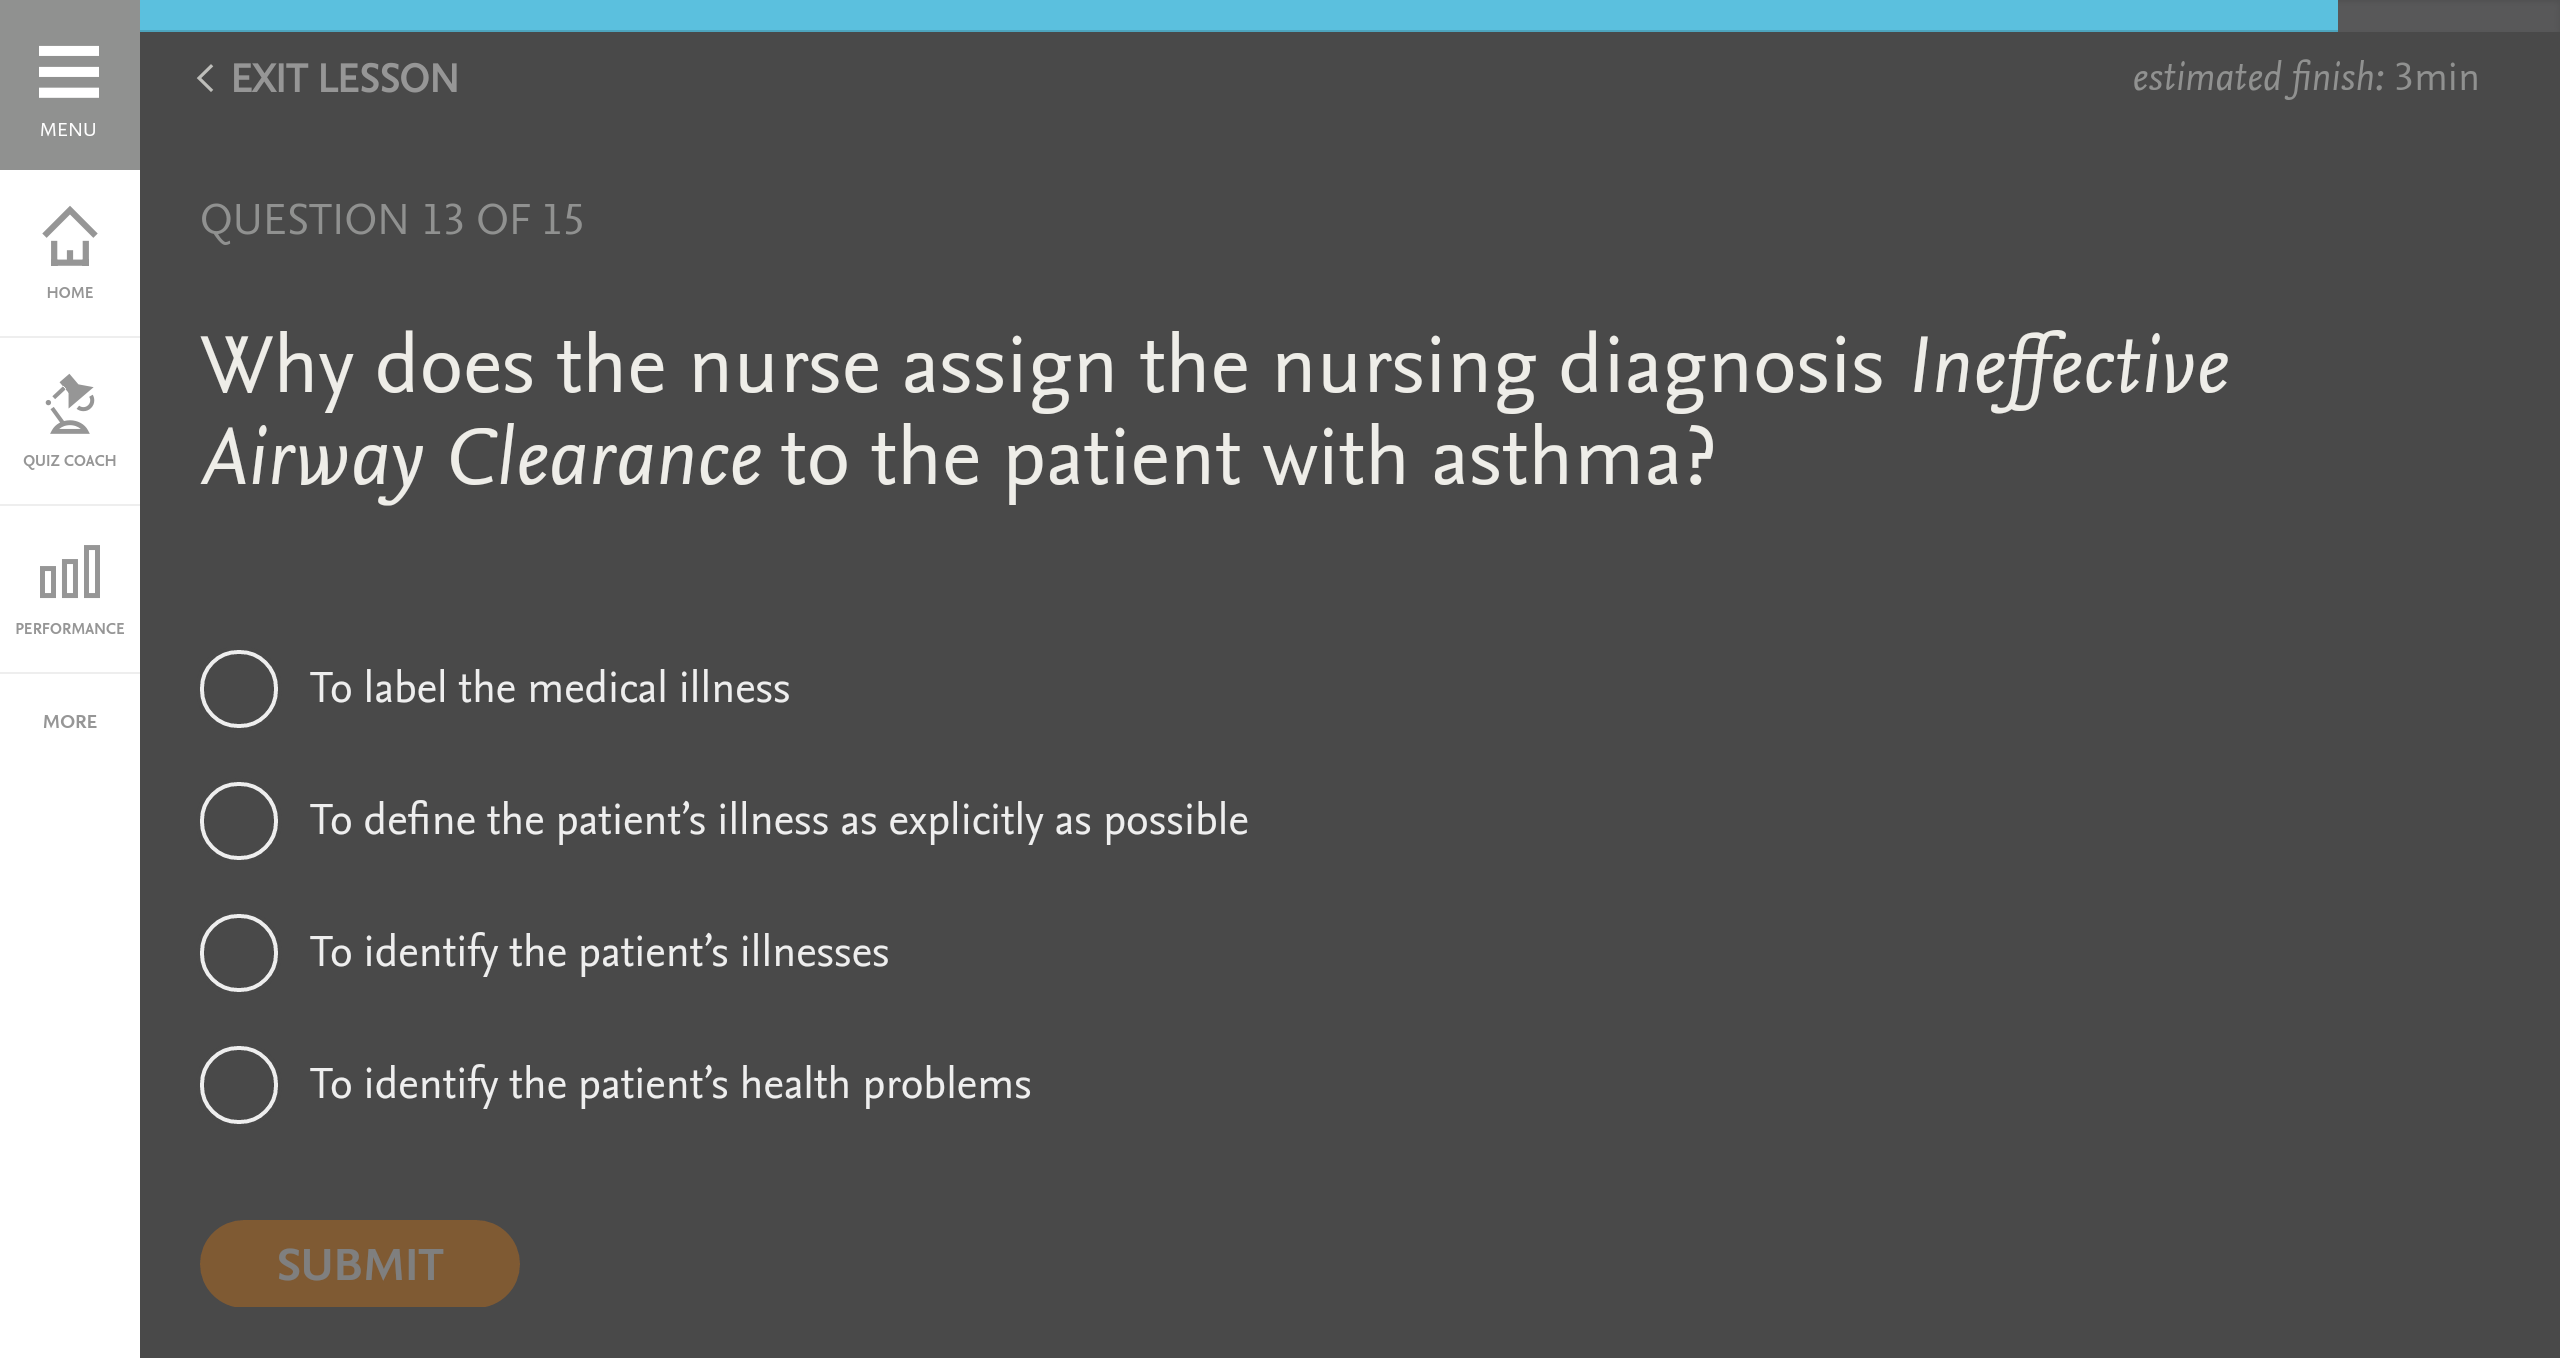 MENU
HOME
QUIZ COACH
PERFORMANCE
MORE
EXIT LESSON
estimated finish: 3min
QUESTION 13 OF 15
Why does the nurse assign the nursing diagnosis Ineffective
Airway Clearance to the patient with asthma?
To label the medical illness
To define the patient’s illness as explicitly as possible
To identify the patient’s illnesses
To identify the patient’s health problems
SUBMIT